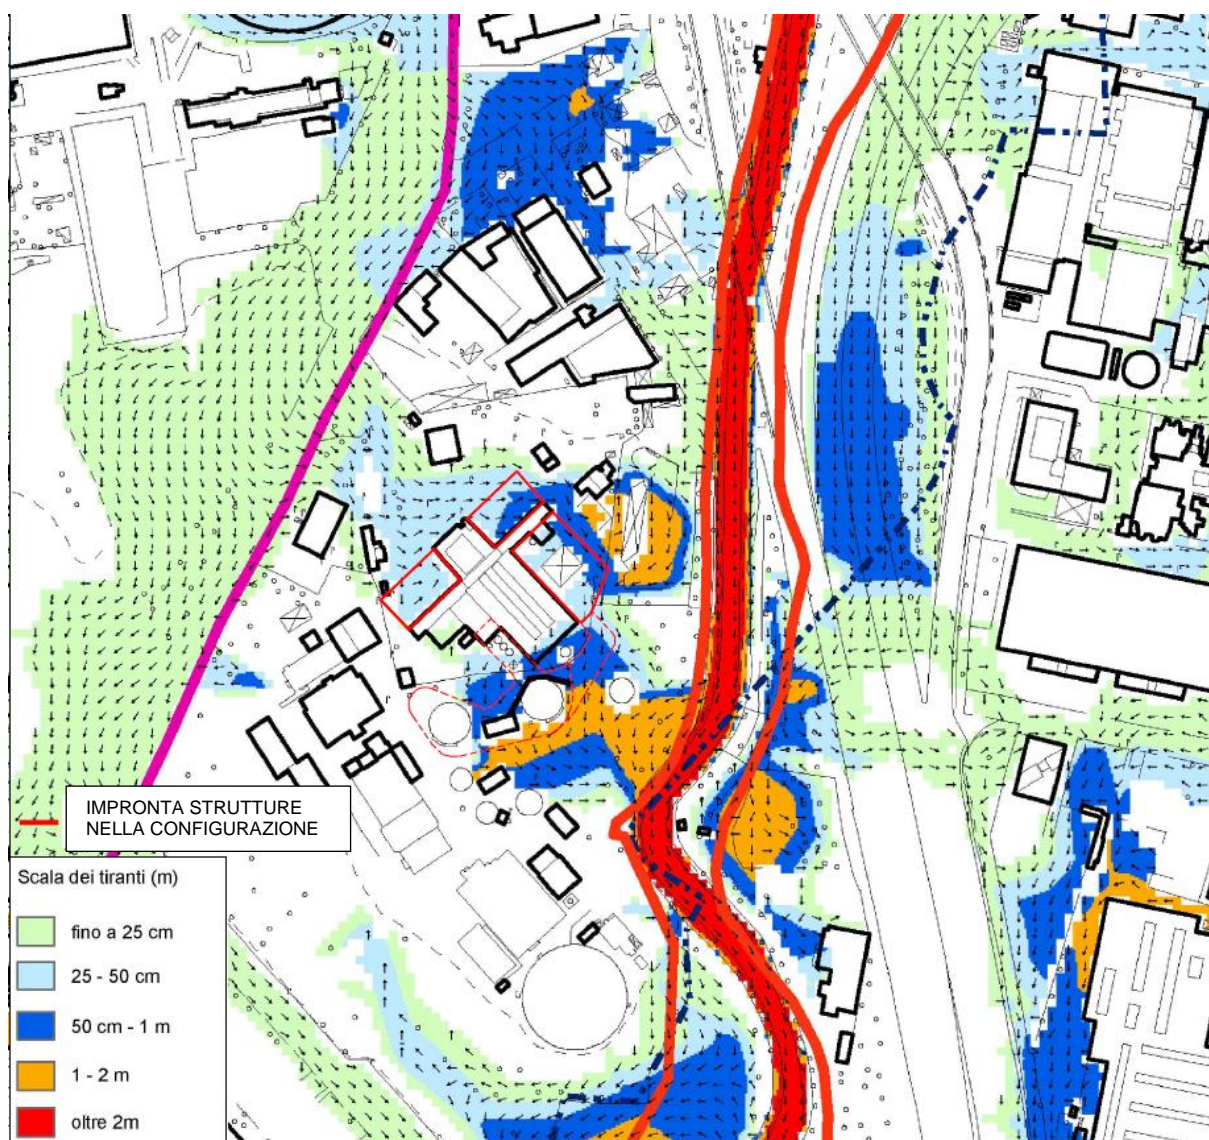 IMPRONTA STRUTTURE
NELLA CONFIGURAZIONE
Scala dei tiranti (m)
fino a 25 cm
25 - 50 cm
50 cm - 1 m
1 - 2 m
oltre 2m